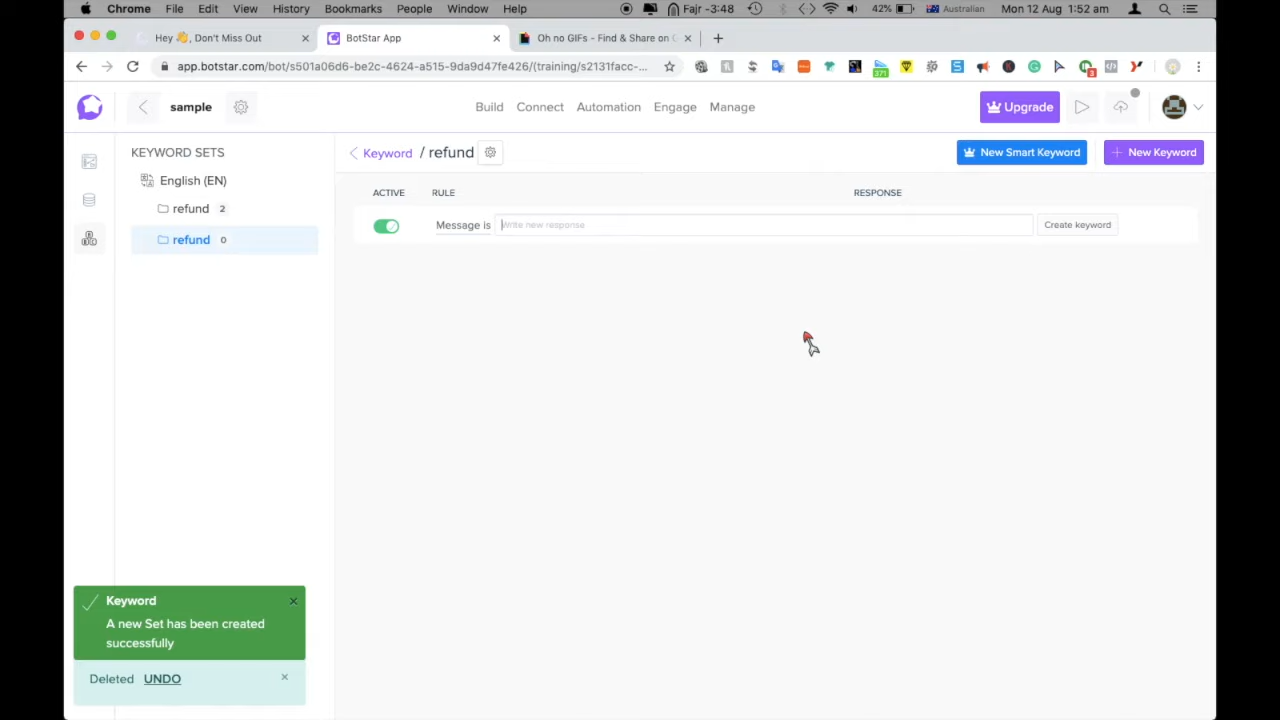 Chrome File Edit View History Bookmarks People Window Help Fajr -3:48 42% Australian Mon 12 Aug 1:52 am
Hey 👋, Don't Miss Out
BotStar App
Oh no GIFs - Find & Share on G
app.botstar.com/bot/s501a06d6-be2c-4624-a515-9da9d47fe426/(training/s2131facc-...
371
3
sample
Build Connect Automation Engage Manage
Upgrade
KEYWORD SETS
English (EN)
refund 2
refund 0
Keyword / refund
New Smart Keyword
+ New Keyword
ACTIVE RULE RESPONSE
Message is
Write new response
Create keyword
Keyword
A new Set has been created
successfully
Deleted UNDO